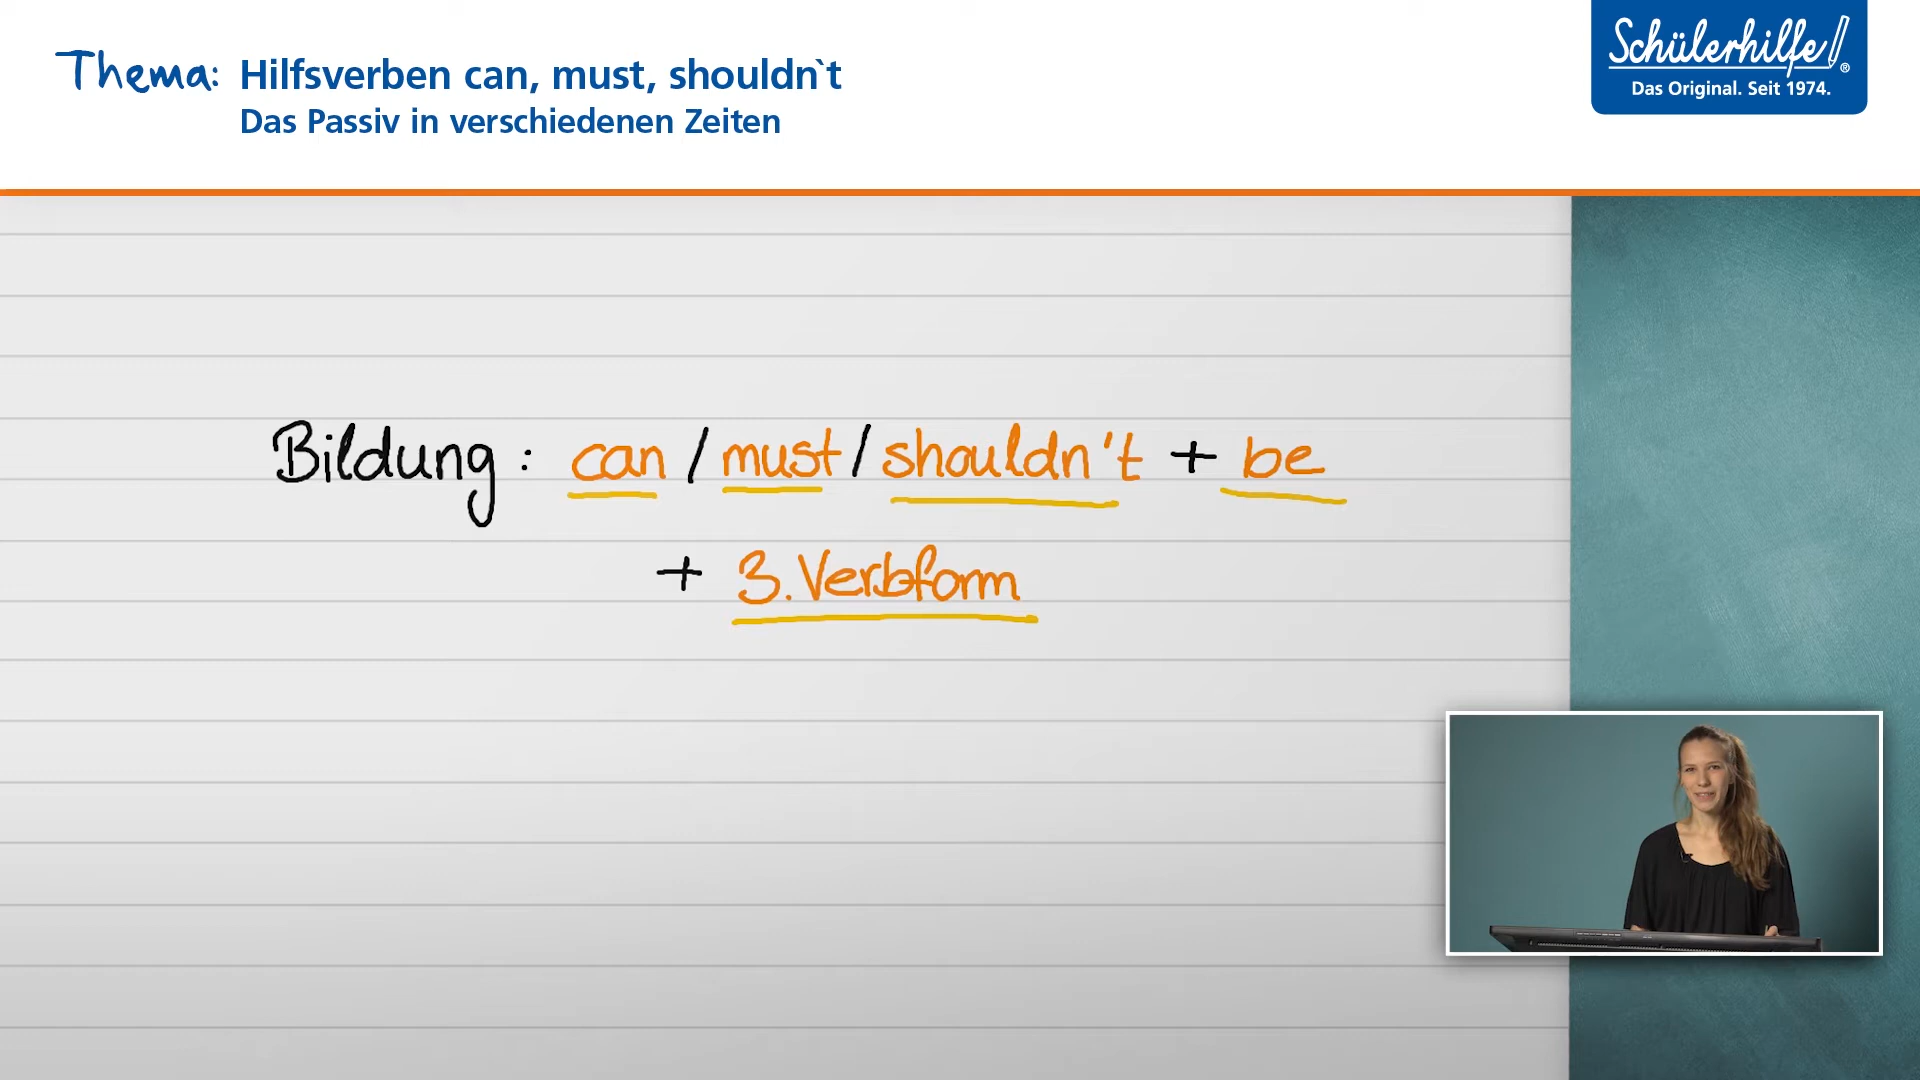 Thema: Hilfsverben can, must, shouldn`t
Das Passiv in verschiedenen Zeiten
Schülerhilfe!®
Das Original. Seit 1974.
Bildung: can / must / shouldn't + be
+ 3. Verbform